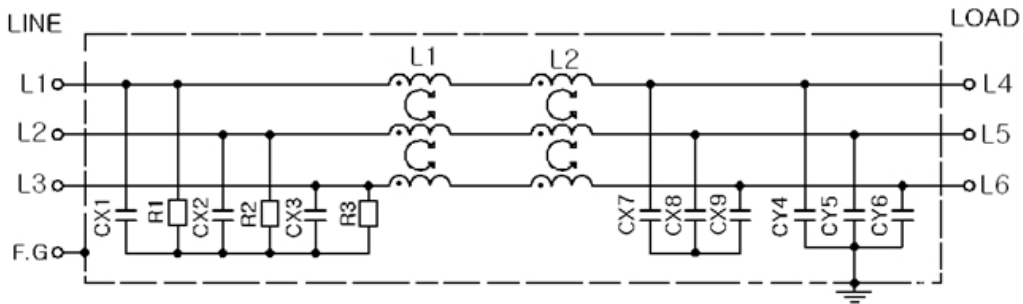 LINE
LOAD
L1
L2
L1
L4
L2
L5
L3
L6
CX1
R1
CX2
R2
CX3
R3
CX7
CX8
CX9
CY4
CY5
CY6
F.G